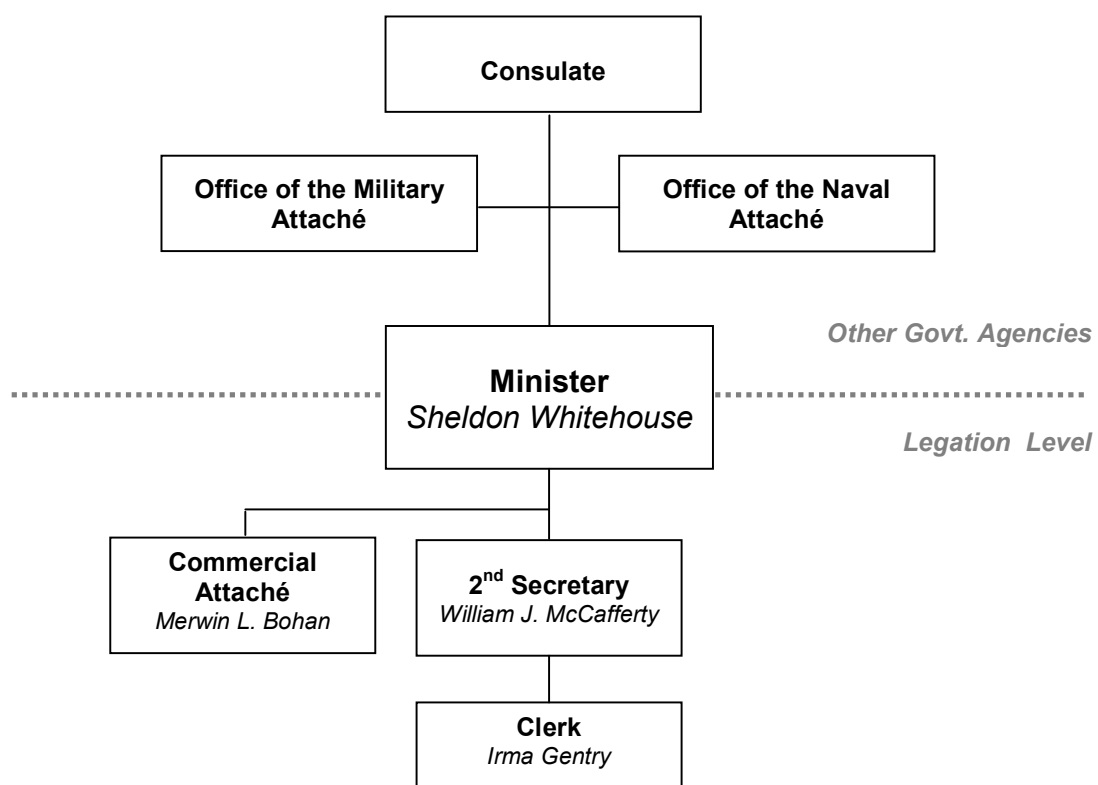 Consulate
Office of the Military
Attaché
Office of the Naval
Attaché
Other Govt. Agencies
Minister
Sheldon Whitehouse
Legation Level
Commercial
Attaché
Merwin L. Bohan
2nd Secretary
William J. McCafferty
Clerk
Irma Gentry